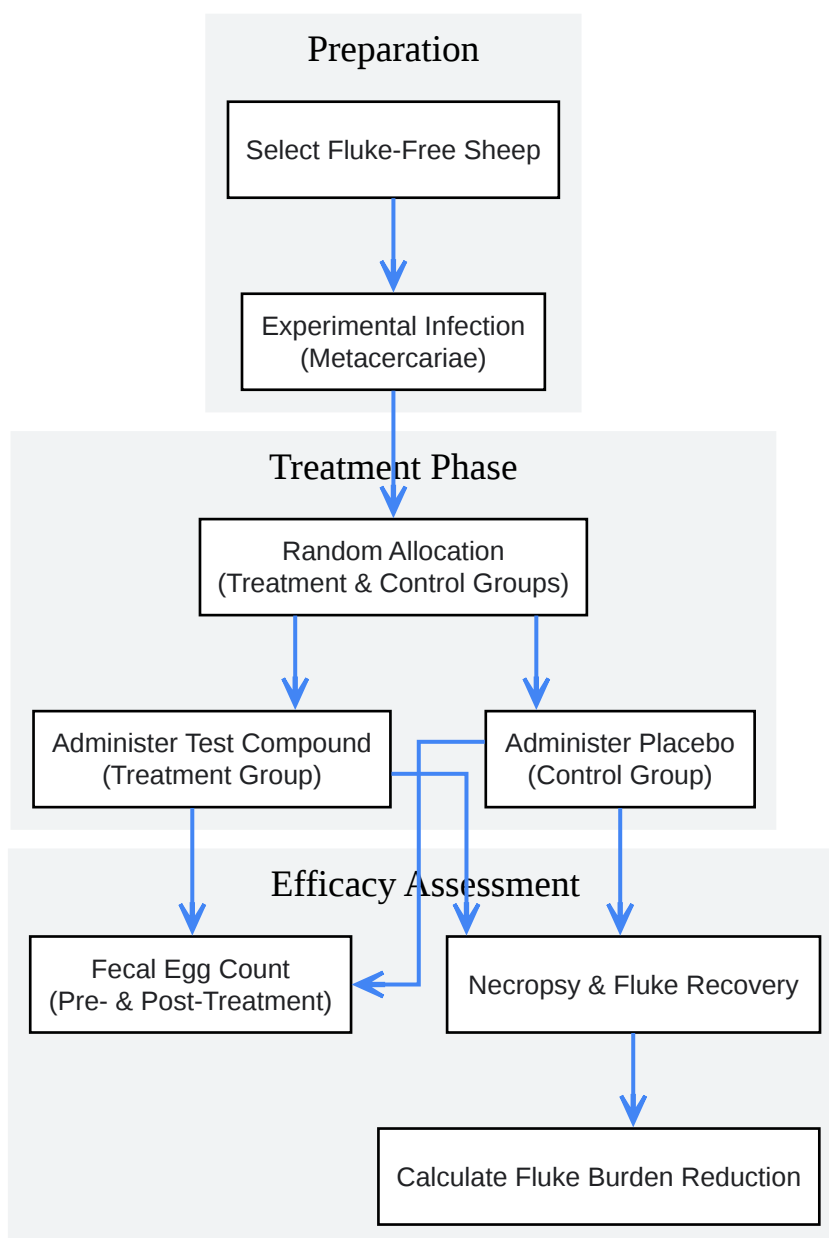 Preparation
Select Fluke-Free Sheep
Experimental Infection
(Metacercariae)
Treatment Phase
Random Allocation
(Treatment & Control Groups)
Administer Test Compound
(Treatment Group)
Administer Placebo
(Control Group)
Efficacy Assessment
Fecal Egg Count
(Pre- & Post-Treatment)
Necropsy & Fluke Recovery
Calculate Fluke Burden Reduction